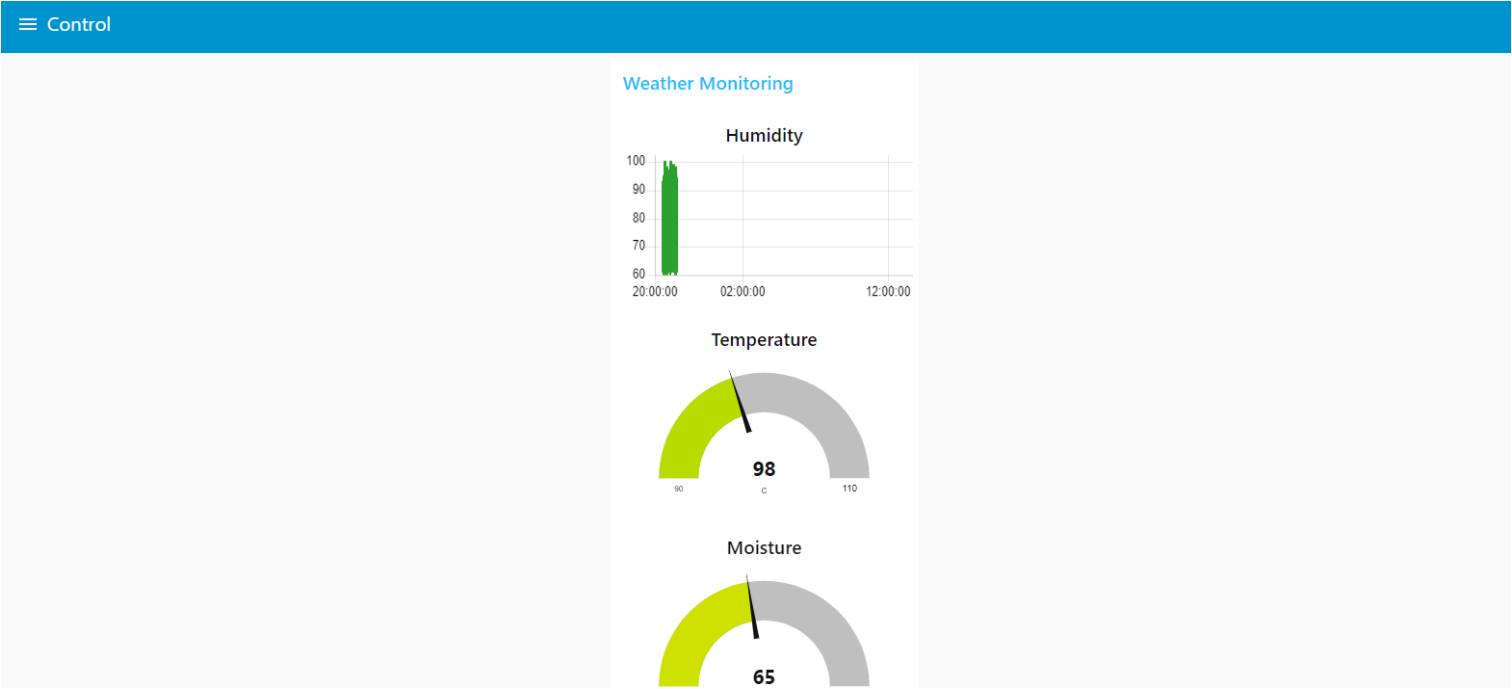 Control
Weather Monitoring
Humidity
100
90
80
70
60
20:00:00 02:00:00 12:00:00
Temperature
98
90 C 110
Moisture
65